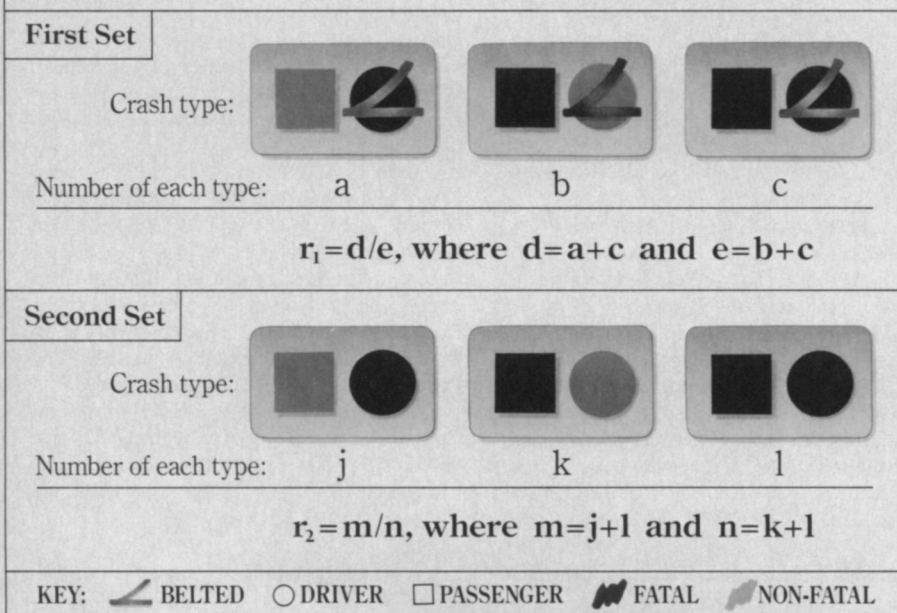 First Set
Crash type:
Number of each type: a b c
r₁=d/e, where d=a+c and e=b+c
Second Set
Crash type:
Number of each type: j k l
r₂=m/n, where m=j+l and n=k+l
KEY: BELTED DRIVER PASSENGER FATAL NON-FATAL